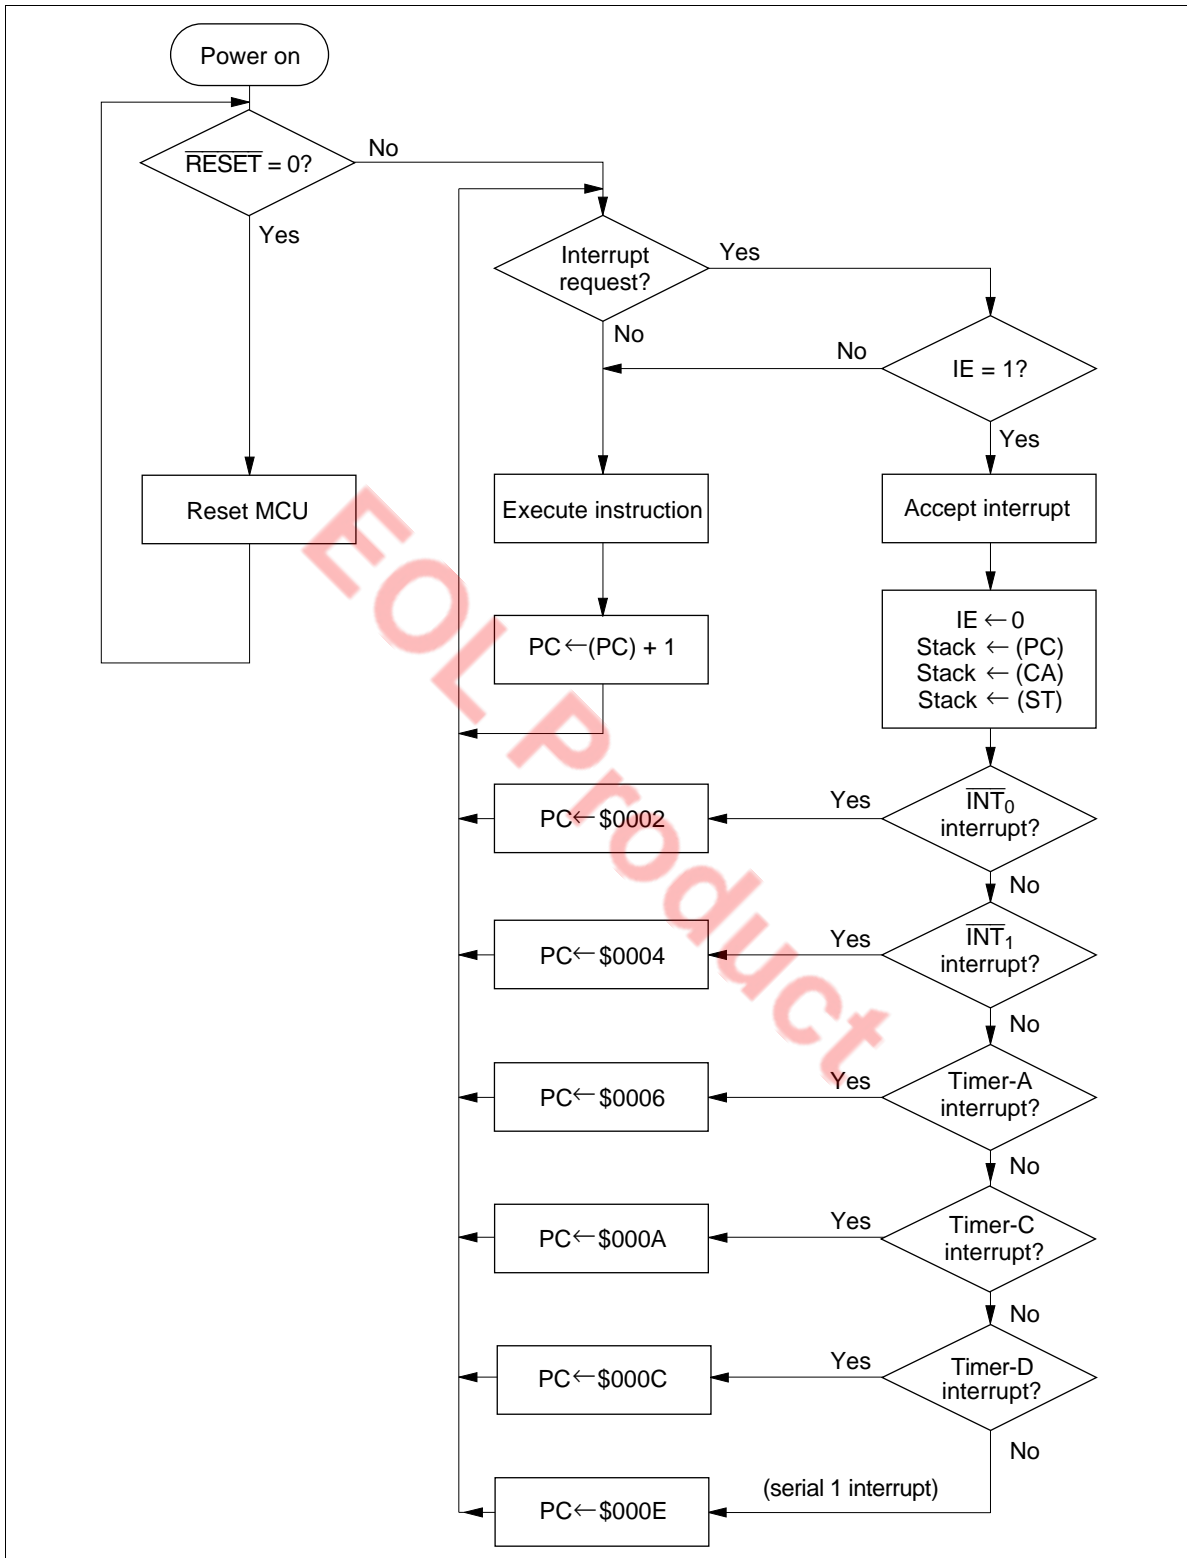 Power on
RESET = 0?
No
Yes
Interrupt
request?
Yes
No
No
IE = 1?
Yes
Reset MCU
Execute instruction
Accept interrupt
PC ← (PC) + 1
IE ← 0
Stack ← (PC)
Stack ← (CA)
Stack ← (ST)
PC ← $0002
Yes
INT0
interrupt?
No
PC ← $0004
Yes
INT1
interrupt?
No
PC ← $0006
Yes
Timer-A
interrupt?
No
PC ← $000A
Yes
Timer-C
interrupt?
No
PC ← $000C
Yes
Timer-D
interrupt?
No
PC ← $000E
(serial 1 interrupt)
EOL Product